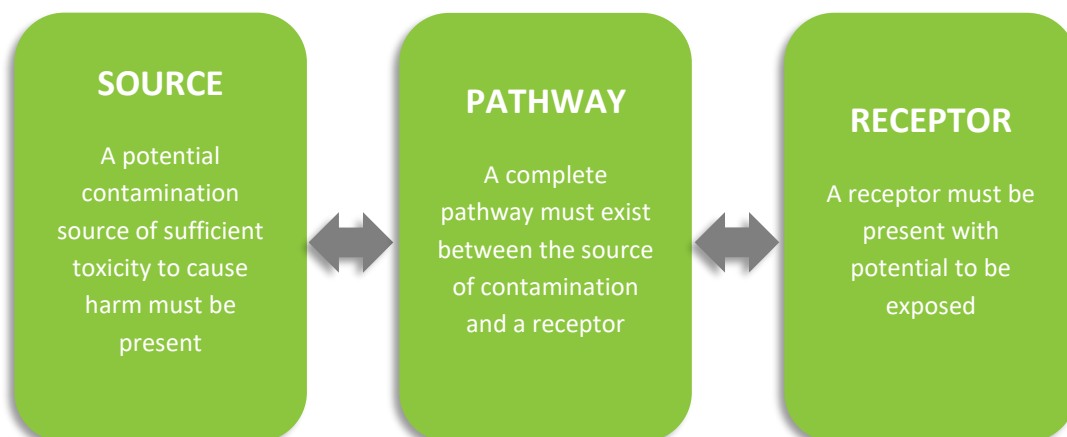 SOURCE
A potential
contamination
source of sufficient
toxicity to cause
harm must be
present
PATHWAY
A complete
pathway must exist
between the source
of contamination
and a receptor
RECEPTOR
A receptor must be
present with
potential to be
exposed